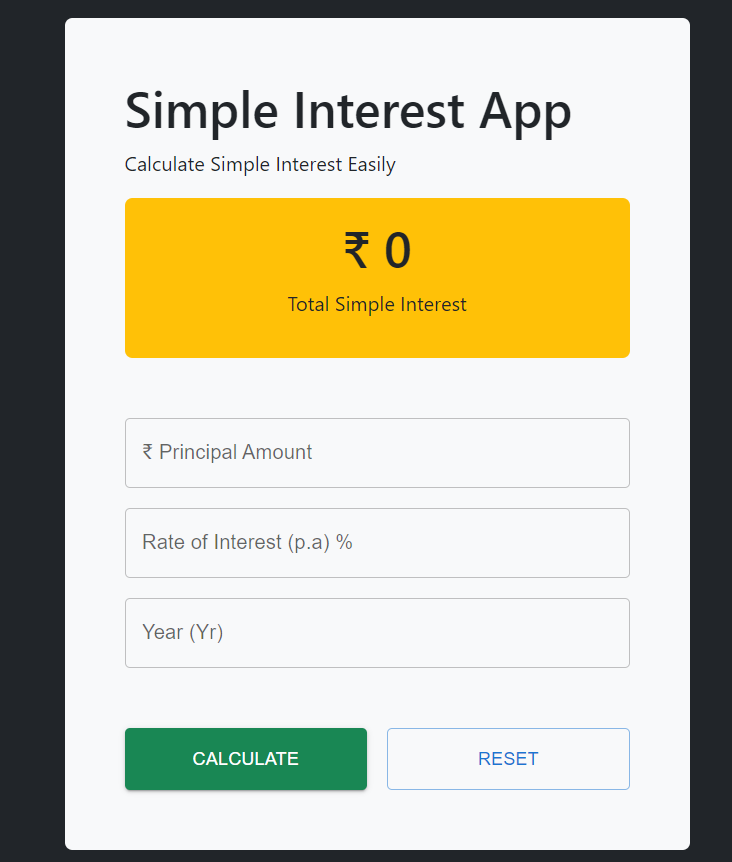 Simple Interest App
Calculate Simple Interest Easily
₹ 0
Total Simple Interest
₹ Principal Amount
Rate of Interest (p.a) %
Year (Yr)
CALCULATE
RESET